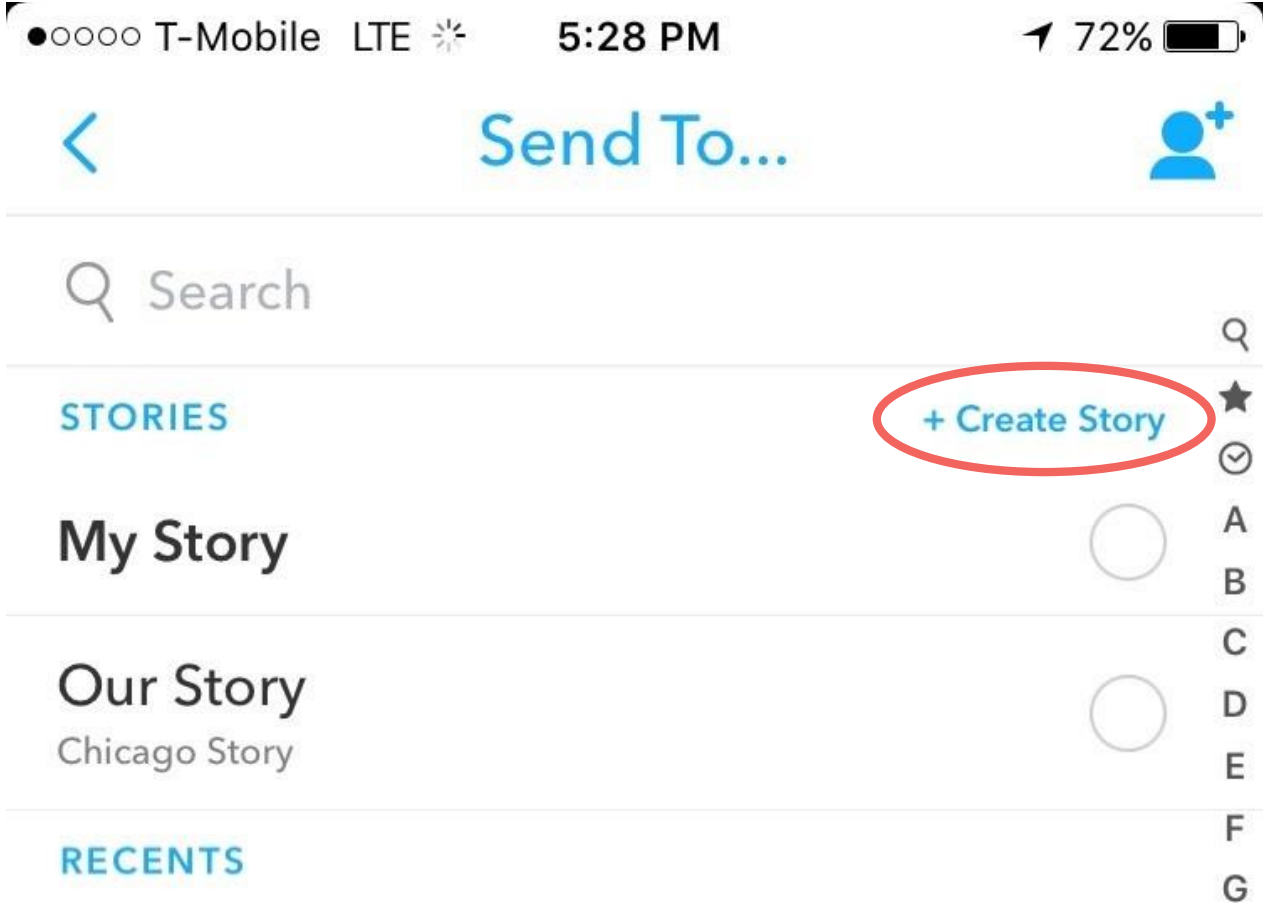 T-Mobile LTE 5:28 PM 72%
Send To...
Search
STORIES + Create Story
My Story
A
B
Our Story
Chicago Story
C
D
E
RECENTS
F
G